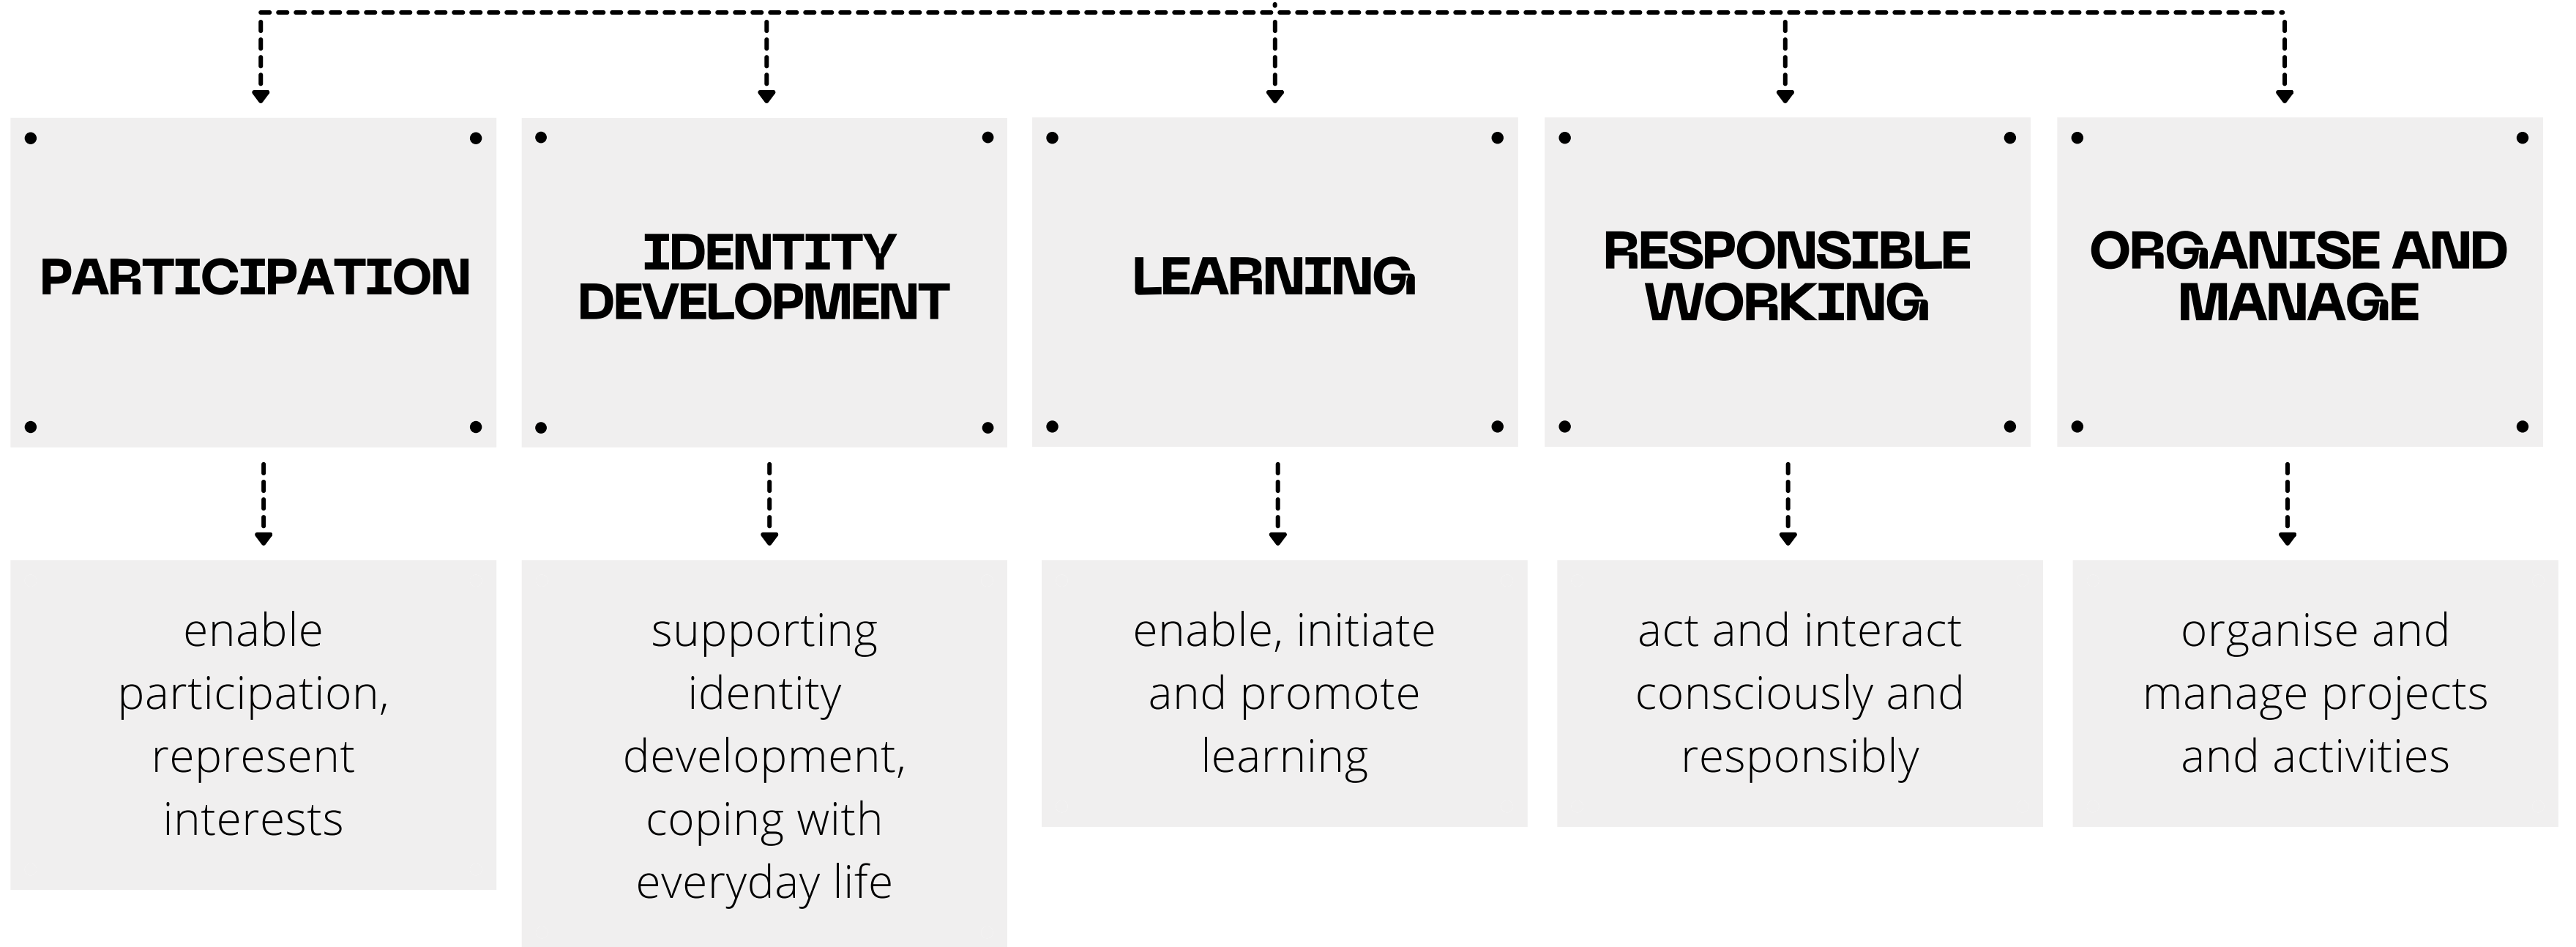 PARTICIPATION
IDENTITY
DEVELOPMENT
LEARNING
RESPONSIBLE
WORKING
ORGANISE AND
MANAGE
enable
participation,
represent
interests
supporting
identity
development,
coping with
everyday life
enable, initiate
and promote
learning
act and interact
consciously and
responsibly
organise and
manage projects
and activities